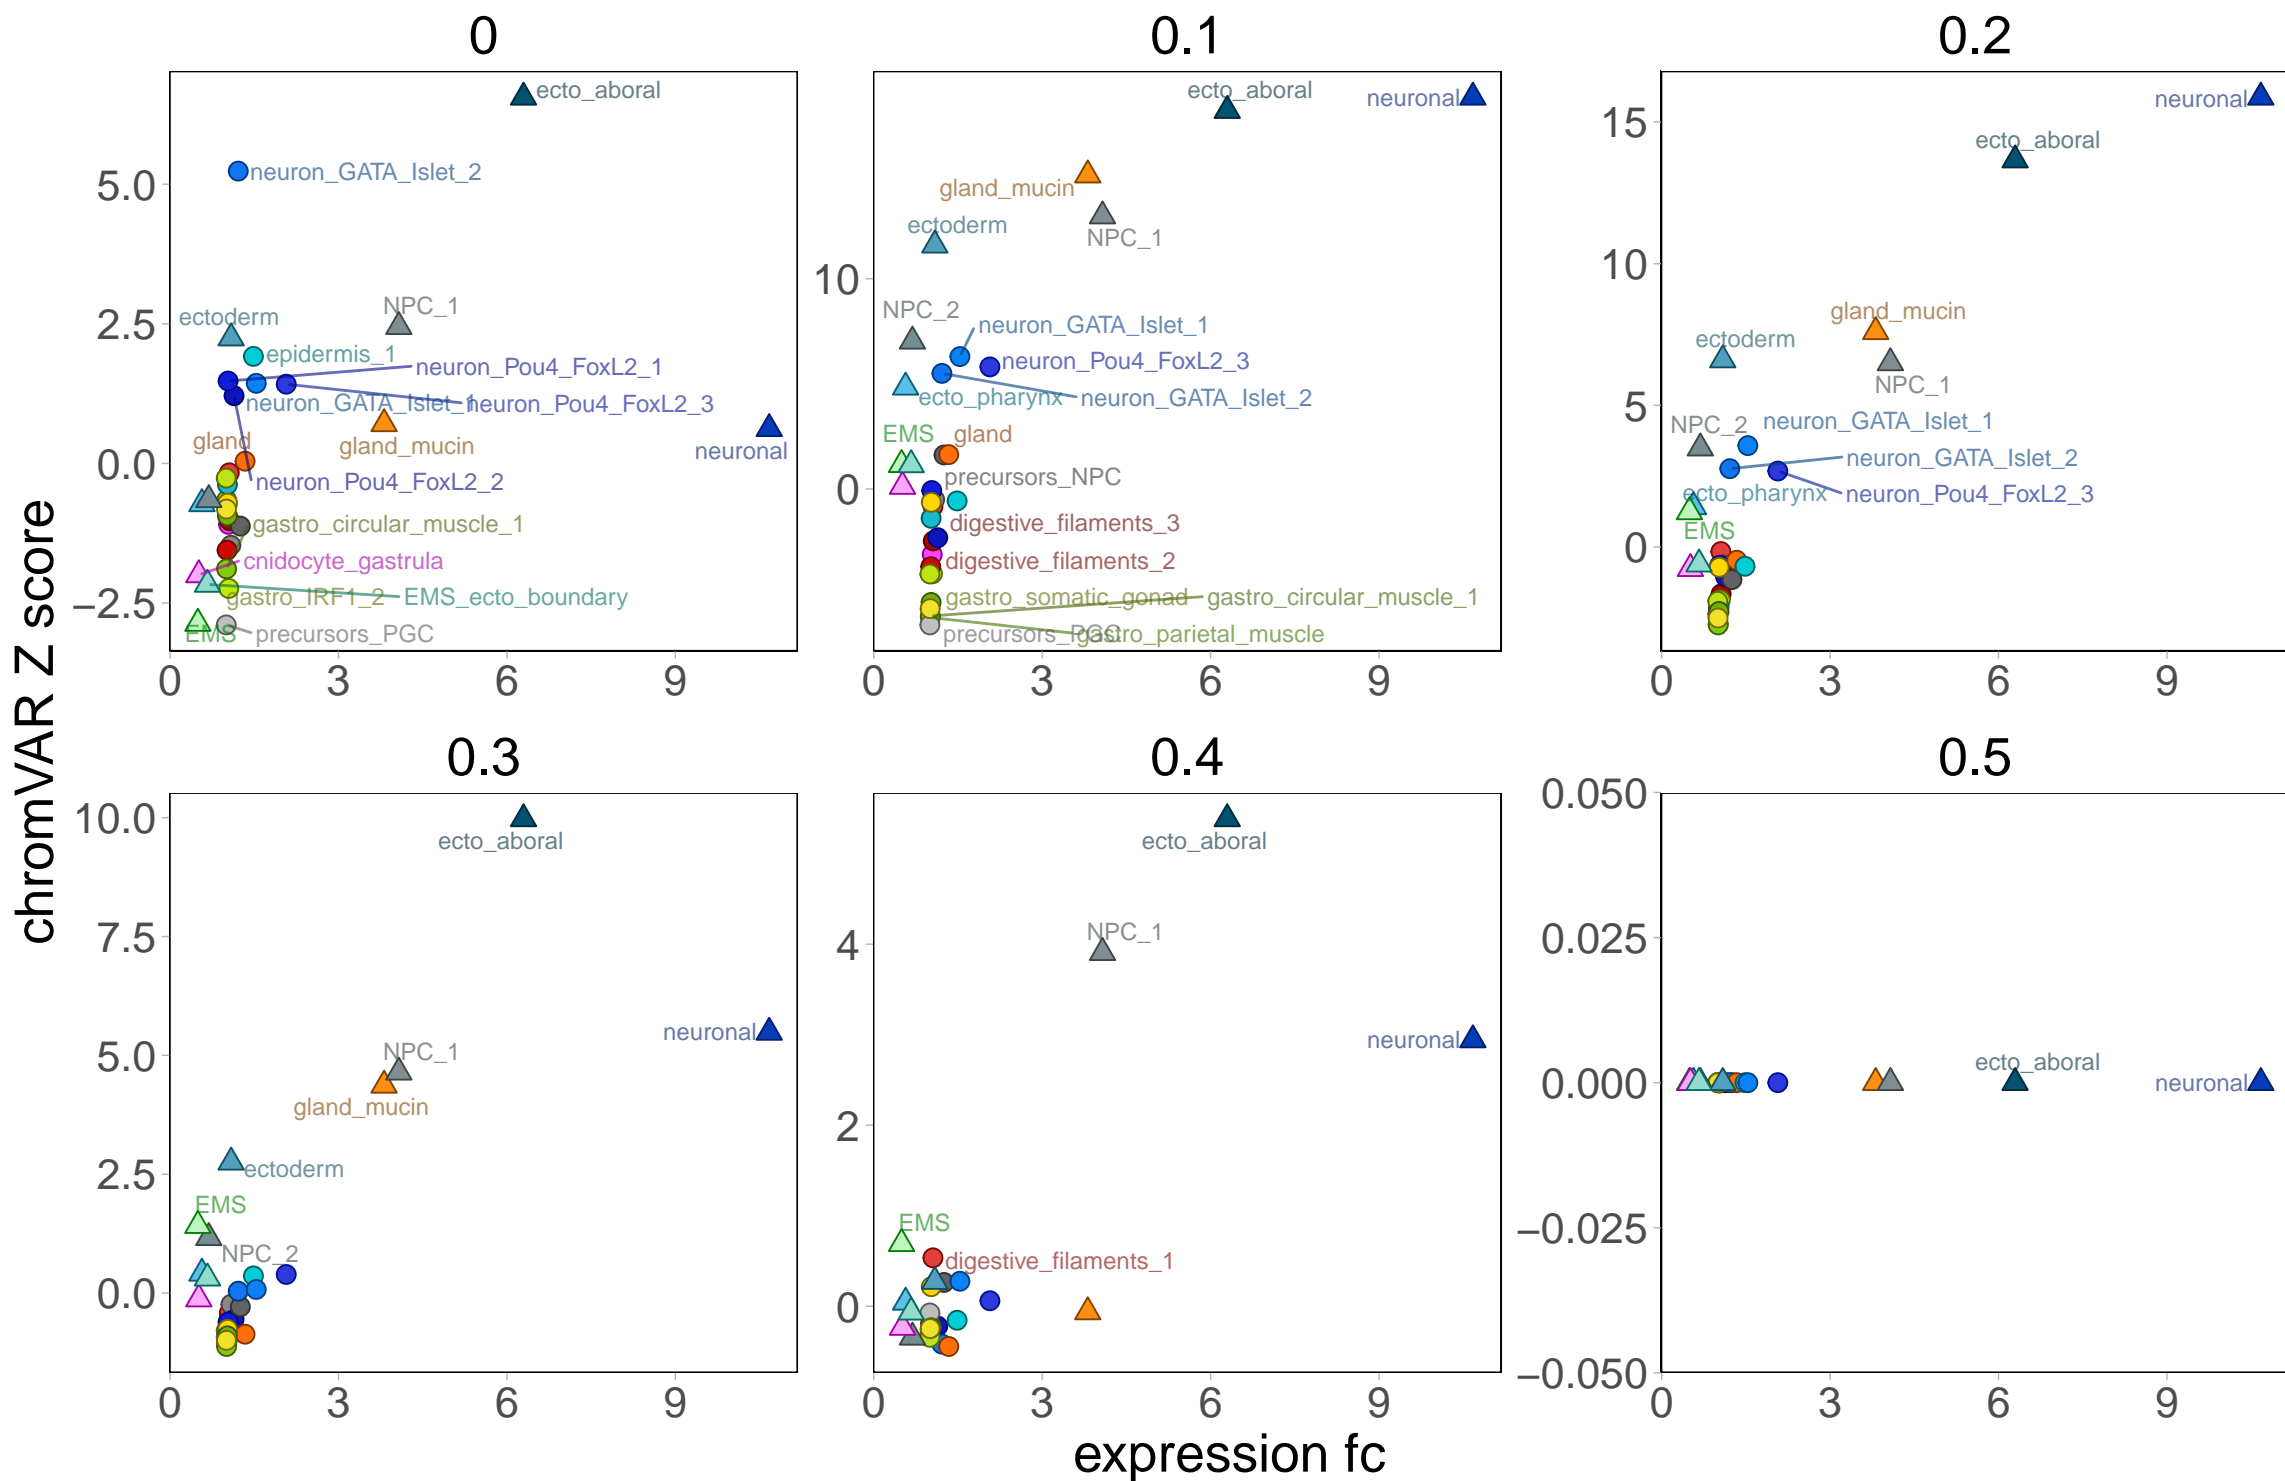 0
0.1
0.2
ecto_aboral
neuron_GATA_Islet_2
ectoderm
NPC_1
epidermis_1
neuron_Pou4_FoxL2_1
neuron_GATA_Islet_1
neuron_Pou4_FoxL2_3
gland
gland_mucin
neuronal
neuron_Pou4_FoxL2_2
gastro_circular_muscle_1
cnidocyte_gastrula
gastro_IRF1_2
EMS_ecto_boundary
EMS
precursors_PGC
5.0
2.5
0.0
−2.5
0
3
6
9
ecto_aboral
neuronal
gland_mucin
NPC_1
ectoderm
NPC_2
neuron_GATA_Islet_1
neuron_Pou4_FoxL2_3
ecto_pharynx
neuron_GATA_Islet_2
EMS
gland
precursors_NPC
digestive_filaments_3
digestive_filaments_2
gastro_somatic_gonad
gastro_circular_muscle_1
precursors_PGC
gastro_parietal_muscle
10
0
0
3
6
9
neuronal
ecto_aboral
gland_mucin
ectoderm
NPC_1
NPC_2
neuron_GATA_Islet_1
neuron_GATA_Islet_2
ecto_pharynx
neuron_Pou4_FoxL2_3
EMS
15
10
5
0
0
3
6
9
0.3
0.4
0.5
ecto_aboral
neuronal
NPC_1
gland_mucin
ectoderm
EMS
NPC_2
10.0
7.5
5.0
2.5
0.0
0
3
6
9
ecto_aboral
NPC_1
neuronal
EMS
digestive_filaments_1
4
2
0
0
3
6
9
ecto_aboral
neuronal
0.050
0.025
0.000
−0.025
−0.050
0
3
6
9
chromVAR Z score
expression fc